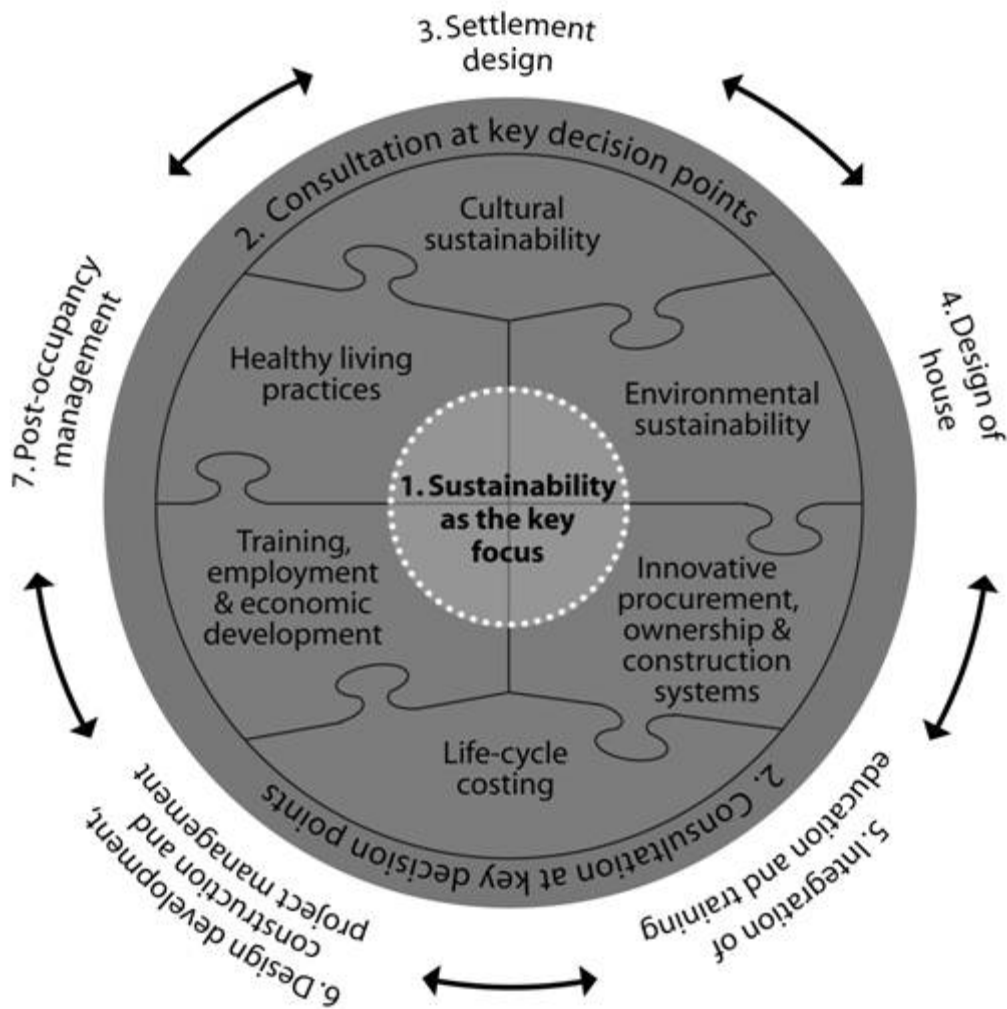 3. Settlement
design
2. Consultation at key decision points
Cultural
sustainability
Healthy living
practices
Environmental
sustainability
1. Sustainability
as the key
focus
Training,
employment
& economic
development
Innovative
procurement,
ownership &
construction
systems
Life-cycle
costing
2. Consultation at key decision points
4. Design of
house
5. Integration of
education and training
6. Design development,
construction and
project management
7. Post-occupancy
management